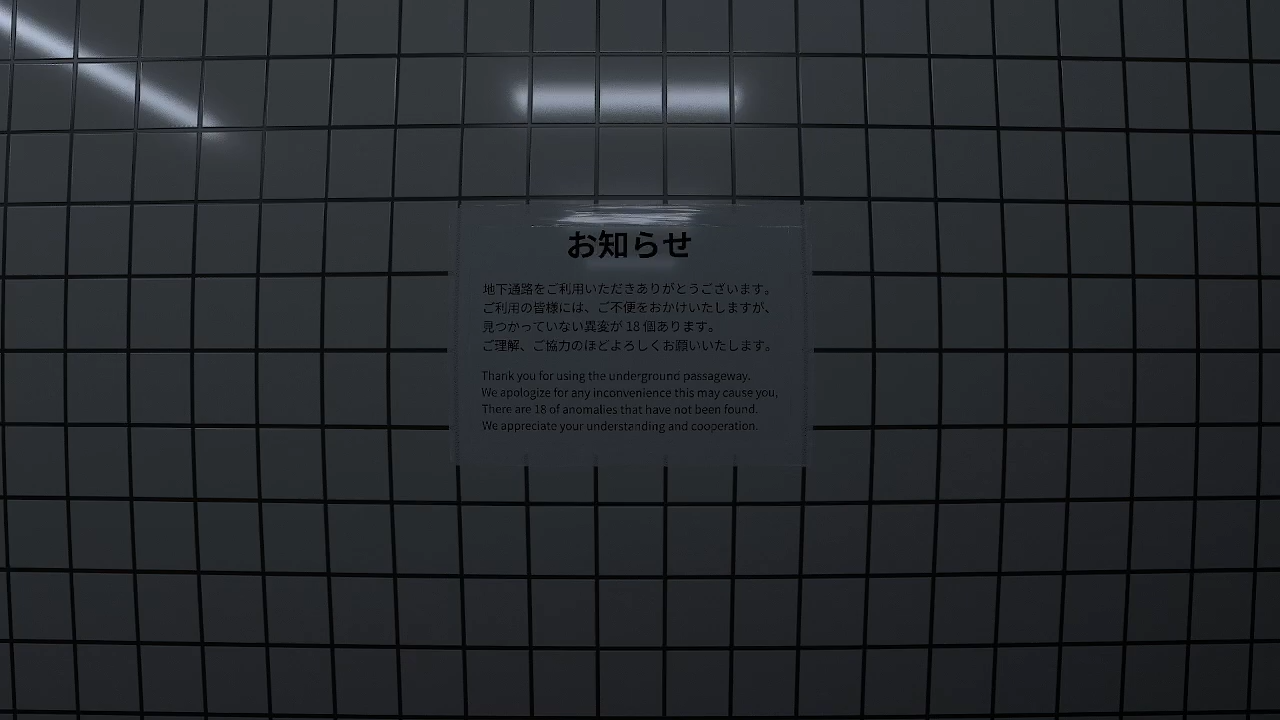 お知らせ
地下通路をご利用いただきありがとうございます。
ご利用の皆様には、ご不便をおかけいたしますが、
見つかっていない異変が 18 個あります。
ご理解、ご協力のほどよろしくお願いいたします。
Thank you for using the underground passageway.
We apologize for any inconvenience this may cause you,
There are 18 of anomalies that have not been found.
We appreciate your understanding and cooperation.